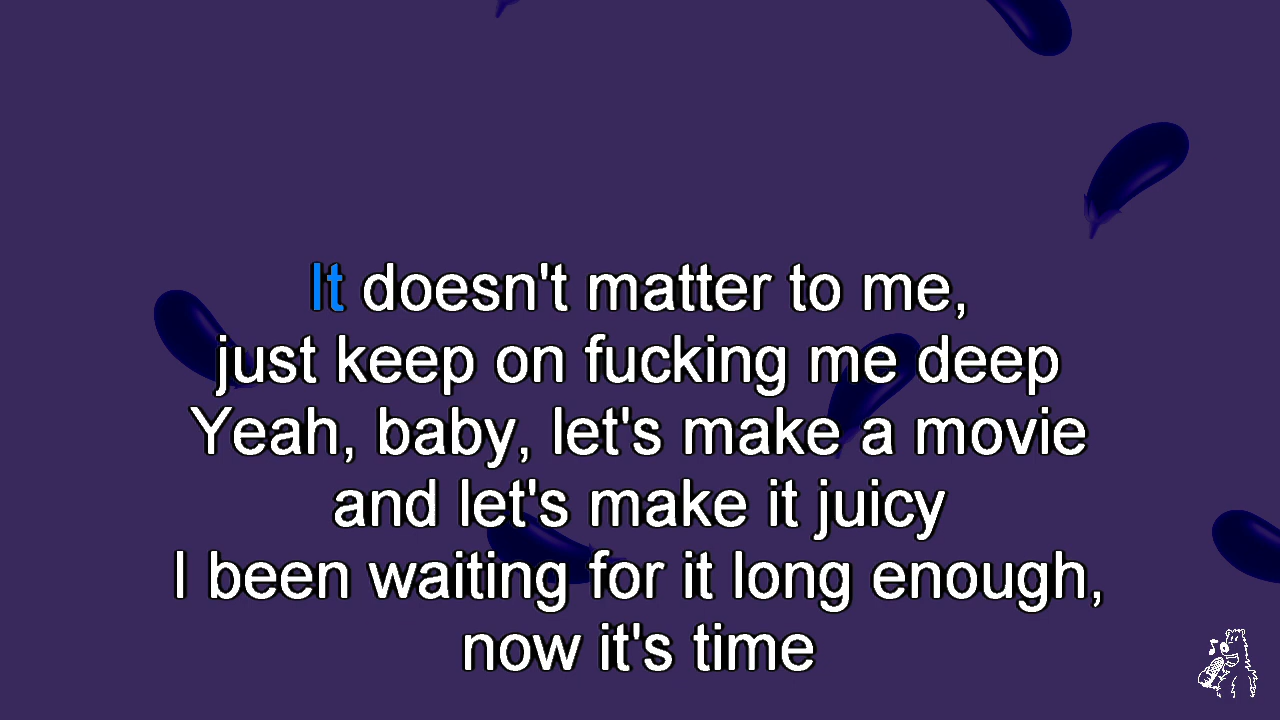 It doesn't matter to me,
just keep on fucking me deep
Yeah, baby, let's make a movie
and let's make it juicy
I been waiting for it long enough,
now it's time